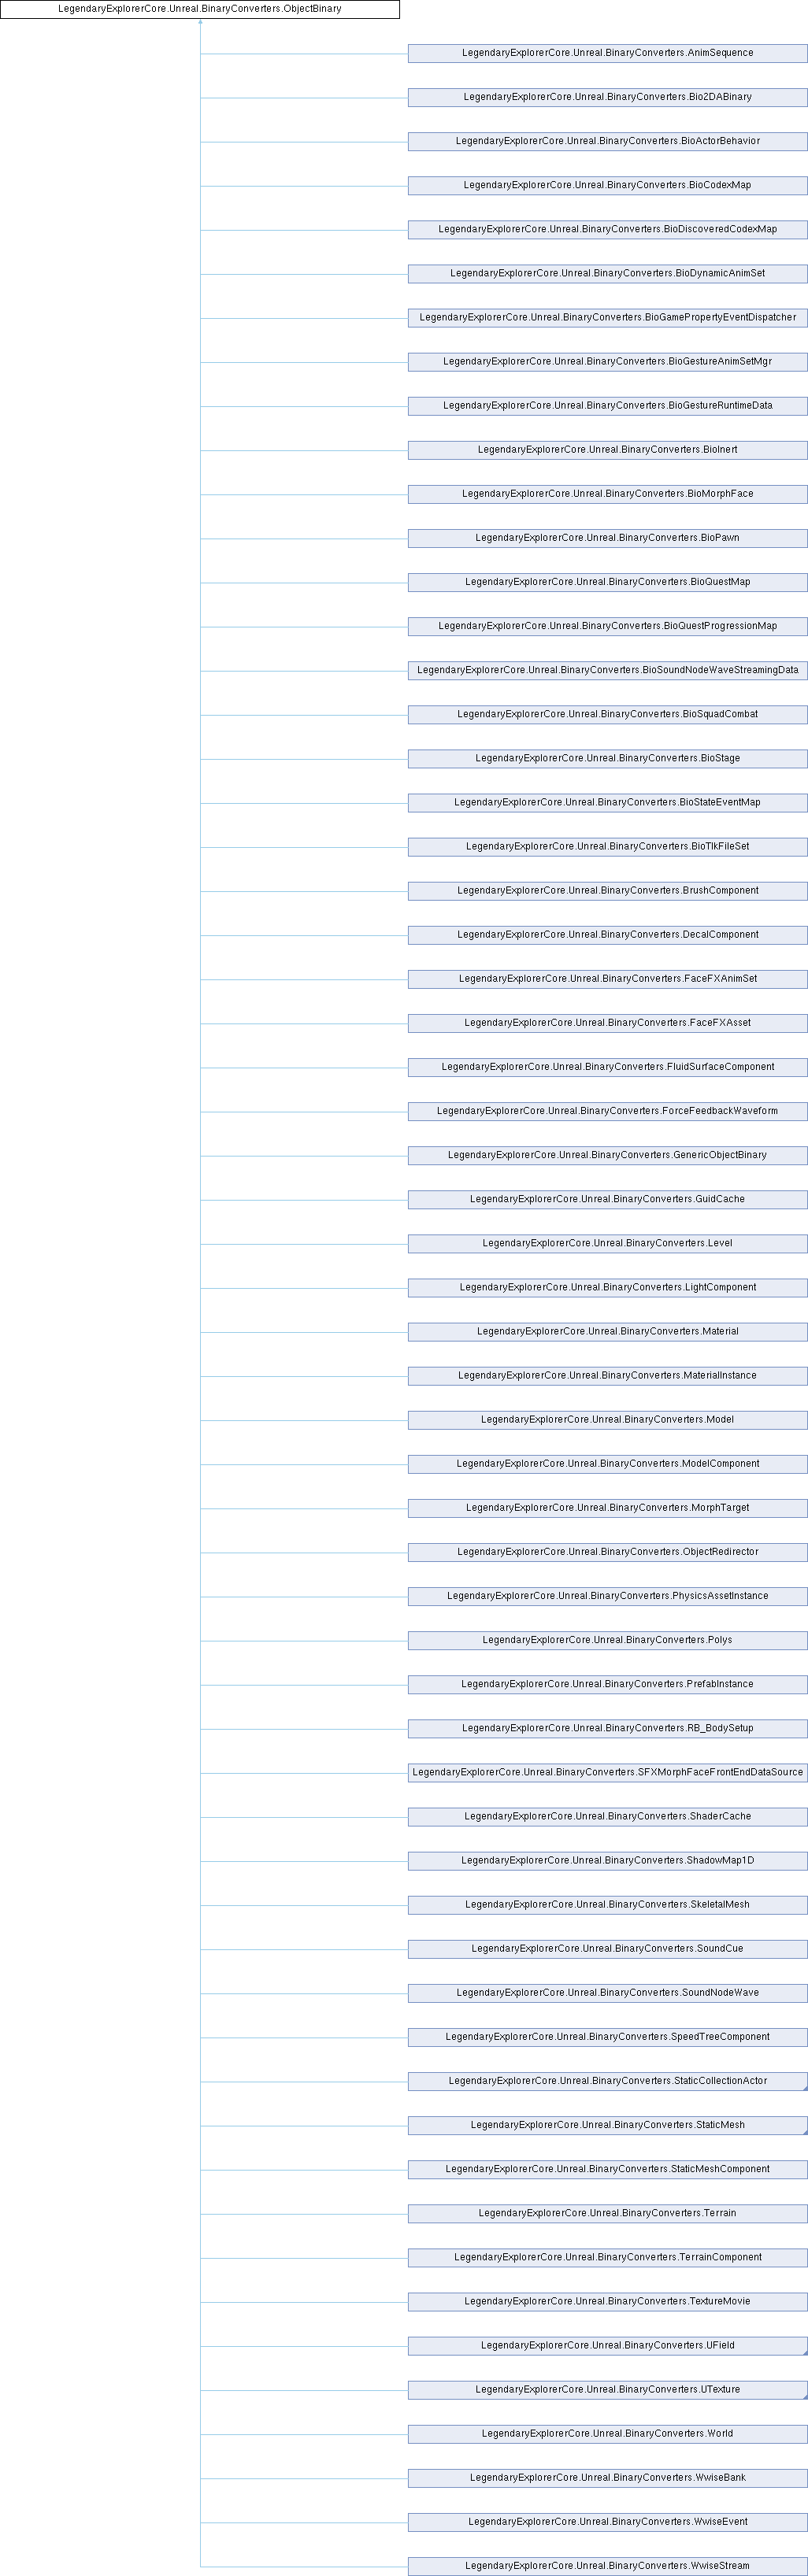 LegendaryExplorerCore.Unreal.BinaryConverters.ObjectBinary
LegendaryExplorerCore.Unreal.BinaryConverters.AnimSequence
LegendaryExplorerCore.Unreal.BinaryConverters.Bio2DABinary
LegendaryExplorerCore.Unreal.BinaryConverters.BioActorBehavior
LegendaryExplorerCore.Unreal.BinaryConverters.BioCodexMap
LegendaryExplorerCore.Unreal.BinaryConverters.BioDiscoveredCodexMap
LegendaryExplorerCore.Unreal.BinaryConverters.BioDynamicAnimSet
LegendaryExplorerCore.Unreal.BinaryConverters.BioGamePropertyEventDispatcher
LegendaryExplorerCore.Unreal.BinaryConverters.BioGestureAnimSetMgr
LegendaryExplorerCore.Unreal.BinaryConverters.BioGestureRuntimeData
LegendaryExplorerCore.Unreal.BinaryConverters.BioInert
LegendaryExplorerCore.Unreal.BinaryConverters.BioMorphFace
LegendaryExplorerCore.Unreal.BinaryConverters.BioPawn
LegendaryExplorerCore.Unreal.BinaryConverters.BioQuestMap
LegendaryExplorerCore.Unreal.BinaryConverters.BioQuestProgressionMap
LegendaryExplorerCore.Unreal.BinaryConverters.BioSoundNodeWaveStreamingData
LegendaryExplorerCore.Unreal.BinaryConverters.BioSquadCombat
LegendaryExplorerCore.Unreal.BinaryConverters.BioStage
LegendaryExplorerCore.Unreal.BinaryConverters.BioStateEventMap
LegendaryExplorerCore.Unreal.BinaryConverters.BioTlkFileSet
LegendaryExplorerCore.Unreal.BinaryConverters.BrushComponent
LegendaryExplorerCore.Unreal.BinaryConverters.DecalComponent
LegendaryExplorerCore.Unreal.BinaryConverters.FaceFXAnimSet
LegendaryExplorerCore.Unreal.BinaryConverters.FaceFXAsset
LegendaryExplorerCore.Unreal.BinaryConverters.FluidSurfaceComponent
LegendaryExplorerCore.Unreal.BinaryConverters.ForceFeedbackWaveform
LegendaryExplorerCore.Unreal.BinaryConverters.GenericObjectBinary
LegendaryExplorerCore.Unreal.BinaryConverters.GuidCache
LegendaryExplorerCore.Unreal.BinaryConverters.Level
LegendaryExplorerCore.Unreal.BinaryConverters.LightComponent
LegendaryExplorerCore.Unreal.BinaryConverters.Material
LegendaryExplorerCore.Unreal.BinaryConverters.MaterialInstance
LegendaryExplorerCore.Unreal.BinaryConverters.Model
LegendaryExplorerCore.Unreal.BinaryConverters.ModelComponent
LegendaryExplorerCore.Unreal.BinaryConverters.MorphTarget
LegendaryExplorerCore.Unreal.BinaryConverters.ObjectRedirector
LegendaryExplorerCore.Unreal.BinaryConverters.PhysicsAssetInstance
LegendaryExplorerCore.Unreal.BinaryConverters.Polys
LegendaryExplorerCore.Unreal.BinaryConverters.PrefabInstance
LegendaryExplorerCore.Unreal.BinaryConverters.RB_BodySetup
LegendaryExplorerCore.Unreal.BinaryConverters.SFXMorphFaceFrontEndDataSource
LegendaryExplorerCore.Unreal.BinaryConverters.ShaderCache
LegendaryExplorerCore.Unreal.BinaryConverters.ShadowMap1D
LegendaryExplorerCore.Unreal.BinaryConverters.SkeletalMesh
LegendaryExplorerCore.Unreal.BinaryConverters.SoundCue
LegendaryExplorerCore.Unreal.BinaryConverters.SoundNodeWave
LegendaryExplorerCore.Unreal.BinaryConverters.SpeedTreeComponent
LegendaryExplorerCore.Unreal.BinaryConverters.StaticCollectionActor
LegendaryExplorerCore.Unreal.BinaryConverters.StaticMesh
LegendaryExplorerCore.Unreal.BinaryConverters.StaticMeshComponent
LegendaryExplorerCore.Unreal.BinaryConverters.Terrain
LegendaryExplorerCore.Unreal.BinaryConverters.TerrainComponent
LegendaryExplorerCore.Unreal.BinaryConverters.TextureMovie
LegendaryExplorerCore.Unreal.BinaryConverters.UField
LegendaryExplorerCore.Unreal.BinaryConverters.UTexture
LegendaryExplorerCore.Unreal.BinaryConverters.World
LegendaryExplorerCore.Unreal.BinaryConverters.WwiseBank
LegendaryExplorerCore.Unreal.BinaryConverters.WwiseEvent
LegendaryExplorerCore.Unreal.BinaryConverters.WwiseStream